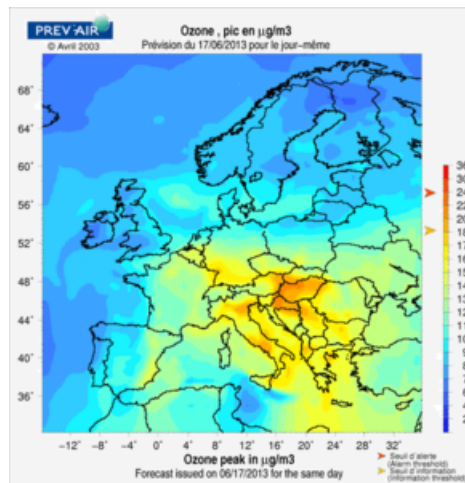 PREV'AIR
© Avril 2003
Ozone , pic en µg/m3
Prévision du 17/06/2013 pour le jour-même
68°
64°
60°
56°
52°
48°
44°
40°
36°
-12° -8° -4° 0° 4° 8° 12° 16° 20° 24° 28° 32°
Ozone peak in µg/m3
Forecast issued on 06/17/2013 for the same day
Seuil d'alerte
(Alarm threshold)
Seuil d'information
(Information threshold)